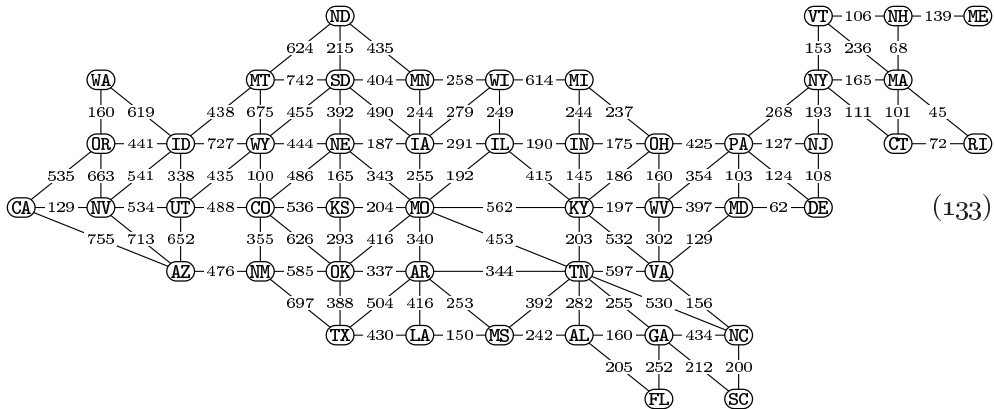 ND VT 106 NH 139 ME
624 215 435 153 236 68
WA MT 742 SD 404 MN 258 WI 614 MI NY 165 MA
160 619 438 675 455 392 490 244 279 249 244 237 268 193 111 101 45
OR 441 ID 727 WY 444 NE 187 IA 291 IL 190 IN 175 OH 425 PA 127 NJ CT 72 RI
535 663 541 338 435 100 486 165 343 255 192 415 145 186 160 354 103 124 108
CA 129 NV 534 UT 488 CO 536 KS 204 MO 562 KY 197 WV 397 MD 62 DE (133)
755 713 652 355 626 293 416 340 453 203 532 302 129
AZ 476 NM 585 OK 337 AR 344 TN 597 VA
697 388 504 416 253 392 282 255 530 156
TX 430 LA 150 MS 242 AL 160 GA 434 NC
205 252 212 200
FL SC